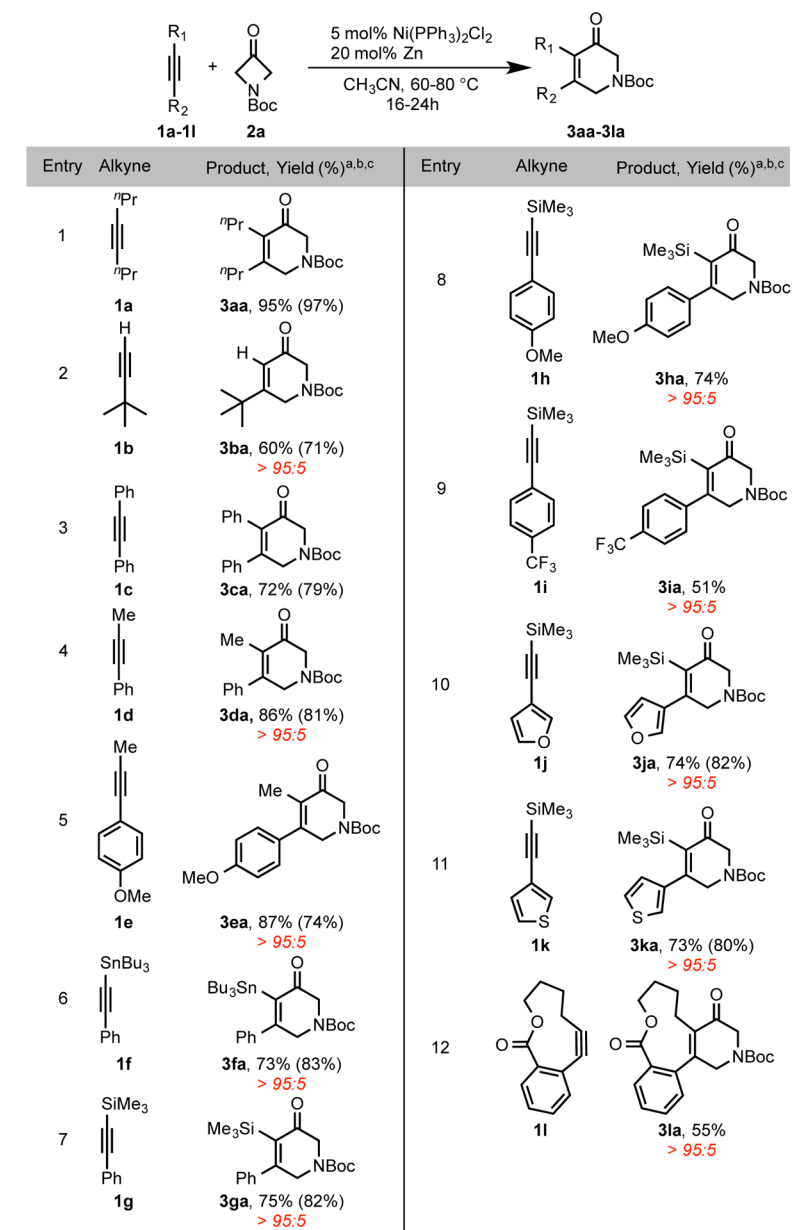 R1
R2
1a-1l
+
O
N
Boc
2a
5 mol% Ni(PPh3)2Cl2
20 mol% Zn
CH3CN, 60-80 °C
16-24h
O
R1
R2
NBoc
3aa-3la
Entry Alkyne Product, Yield (%)a,b,c
1
nPr
nPr
1a
O
nPr
nPr
NBoc
3aa, 95% (97%)
2
H
1b
O
H
NBoc
3ba, 60% (71%)
> 95:5
3
Ph
Ph
1c
O
Ph
Ph
NBoc
3ca, 72% (79%)
4
Me
Ph
1d
O
Me
Ph
NBoc
3da, 86% (81%)
> 95:5
5
Me
OMe
1e
O
Me
NBoc
MeO
3ea, 87% (74%)
> 95:5
6
SnBu3
Ph
1f
O
Bu3Sn
Ph
NBoc
3fa, 73% (83%)
> 95:5
7
SiMe3
Ph
1g
O
Me3Si
Ph
NBoc
3ga, 75% (82%)
> 95:5
Entry Alkyne Product, Yield (%)a,b,c
8
SiMe3
OMe
1h
O
Me3Si
NBoc
MeO
3ha, 74%
> 95:5
9
SiMe3
CF3
1i
O
Me3Si
NBoc
F3C
3ia, 51%
> 95:5
10
SiMe3
O
1j
O
Me3Si
NBoc
O
3ja, 74% (82%)
> 95:5
11
SiMe3
S
1k
O
Me3Si
NBoc
S
3ka, 73% (80%)
> 95:5
12
O
O
1l
O
O
O
NBoc
3la, 55%
> 95:5